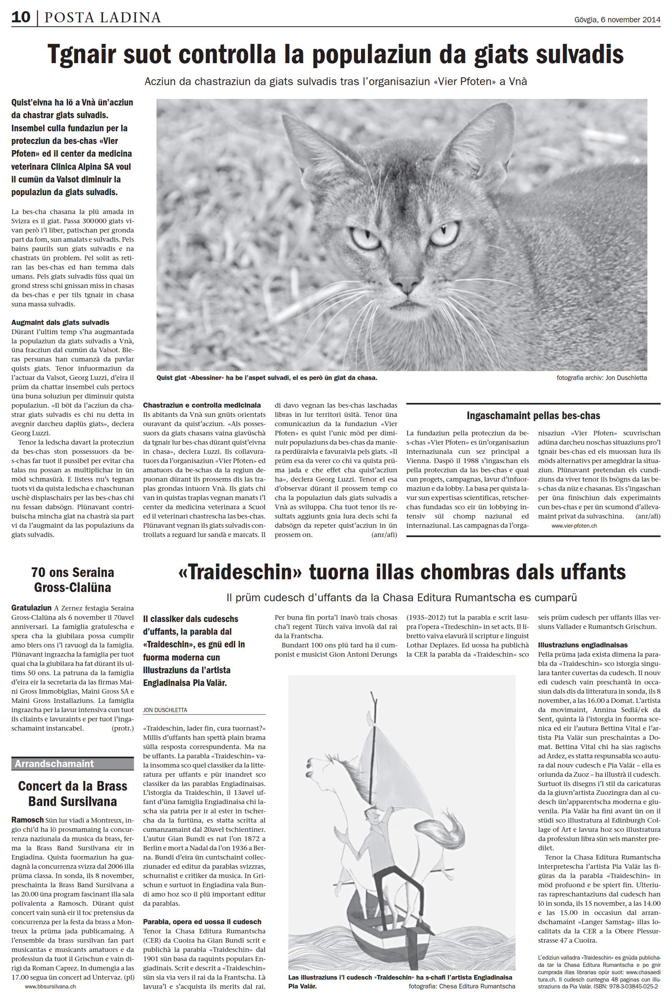 10 | POSTA LADINA
Gövgia, 6 november 2014
Tgnair suot controlla la populaziun da giats sulvadis
Acziun da chastraziun da giats sulvadis tras l’organisaziun «Vier Pfoten» a Vnà
Quist’eivna ha lö a Vnà ün’acziun
da chastrar giats sulvadis.
Insembel culla fundaziun per la
protecziun da bes-chas «Vier
Pfoten» ed il center da medicina
veterinara Clinica Alpina SA voul
il cumün da Valsot diminuir la
populaziun da giats sulvadis.
La bes-cha chasana la plü amada in
Svizra es il giat. Passa 300 000 giats vi-
van però i’l liber, patischan per gronda
part da fom, sun amalats e sulvadis. Pels
bains paurils sun giats sulvadis e na
chastrats ün problem. Pel solit as reti-
ran las bes-chas ed han temma dals
umans. Pels giats sulvadis füss quai ün
grond stress schi gnissan miss in chasas
da bes-chas e per tils tgnair in chasa
suna massa sulvadis.
Augmaint dals giats sulvadis
Dürant l’ultim temp s’ha augmantada
la populaziun da giats sulvadis a Vnà,
üna fracziun dal cumün da Valsot. Ble-
ras persunas han cumanzà da pavlar
quists giats. Tenor infuormaziun da
l’actuar da Valsot, Georg Luzzi, d’eira il
prüm da chattar insembel culs pertocs
üna buna soluziun per diminuir quista
populaziun. «Il böt da l’acziun da cha-
strar giats sulvadis es chi nu detta in
avegnir darcheu daplüs giats», declera
Georg Luzzi.
Tenor la ledscha davart la protecziun
da bes-chas ston possessuors da be-
s-chas far tuot il pussibel per evitar cha
talas nu possan as multiplichar in ün
möd schmasürà. E listess nu’s tegnan
tuots vi da quista ledscha e chaschunan
uschè displaschairs per las bes-chas chi
nu fessan dabsögn. Plünavant contri-
buischa mincha giat na chastrà sia part
vi da l’augmaint da las populaziuns da
giats sulvadis.
Quist giat «Abessiner» ha be l’aspet sulvadi, el es però ün giat da chasa.
fotografia archiv: Jon Duschletta
Chastraziun e controlla medicinala
Ils abitants da Vnà sun gnüts orientats
ouravant da quist’acziun. «Als posses-
suors da giats chasans vaina giavüschà
da tgnair lur bes-chas dürant quist’eivna
in chasa», declera Luzzi. Ils collavura-
tuors da l’organisaziun «Vier Pfoten» ed
amatuors da be-schas da la regiun de-
puonan dürant ils prossems dis las tra-
plas grondas intuorn Vnà. Ils giats chi
van in quistas traplas vegnan manats i’l
center da medicina veterinara a Scuol
ed il veterinari chastrescha las bes-chas.
Plünavant vegnan ils giats sulvadis con-
trollats a reguard lur sandà e marcats. Il
di davo vegnan las bes-chas laschadas
libras in lur territori üsità. Tenor üna
comunicaziun da la fundaziun «Vier
Pfoten» es quist l’unic möd per dimi-
nuir populaziuns da bes-chas da manie-
ra perdüraivla e favuraivla pels giats. «Il
prüm esa da verer co chi va quista prü-
ma jada e che effet cha quist’acziun
ha», declera Georg Luzzi. Tenor el esa
d’observar dürant il prossem temp co
cha la populaziun dals giats sulvadis a
Vnà as sviluppa. Cha tuot tenor ils re-
sultats aggiunts gnia lura decis schi fa
dabsögn da repeter quist’acziun in ün
prossem on. (anr/afi)
Ingaschamaint pellas bes-chas
La fundaziun pella protecziun da be-
s-chas «Vier Pfoten» es ün’organisaziun
internaziunala cun sez principal a
Vienna. Daspö il 1988 s’ingaschan els
pella protecziun da las bes-chas e quai
cun progets, campagnas, lavur d’infuor-
maziun e da lobby. La basa per quista la-
vur sun expertisas scientificas, retscher-
chas fundadas sco eir ün lobbying in-
tensiv sül chomp naziunal ed
internaziunal. Las campagnas da l’orga-
nisaziun «Vier Pfoten» scuvrischan
adüna darcheu noschas situaziuns pro’l
tgnair bes-chas ed els muossan lura ils
möds alternativs per amegldrar la situa-
ziun. Plünavant pretendan els cundi-
ziuns da viver tenor ils bsögns da las be-
s-chas da nüz e chasanas. Els s’ingaschan
per üna finischiun dals experimaints
cun bes-chas e per ün scumond d’alleva-
maint privat da sulvaschina. (anr/afi)
www.vier-pfoten.ch
70 ons Seraina
Gross-Clalüna
Gratulaziun A Zernez festagia Seraina
Gross-Clalüna als 6 november il 70avel
anniversari. La famiglia gratulescha e
spera cha la giubilara possa cumplir
amo blers ons i’l ravuogl da la famiglia.
Plünavant ingrazcha la famiglia per tuot
quai cha la giubilara ha fat dürant ils ul-
tims 50 ons. La patruna da la famiglia
d’eira eir la secretaria da las firmas Mai-
ni Gross Immobiglias, Maini Gross SA e
Maini Gross Installaziuns. La famiglia
ingrazcha per la lavur intensiva cun tuot
ils cliaints e lavuraints e per tuot l’inga-
schamaint instancabel. (protr.)
Arrandschamaint
Concert da la Brass
Band Sursilvana
Ramosch Sün lur viadi a Montreux, in-
gio chi’d ha lö prosmamaing la concur-
renza naziunala da musica da brass, fer-
ma la Brass Band Sursilvana eir in
Engiadina. Quista fuormaziun ha gua-
dagnà la concurrenza svizra dal 2006 illa
prüma classa. In sonda, ils 8 november,
preschainta la Brass Band Sursilvana a
las 20.00 üna program fascinant illa sala
polivalenta a Ramosch. Dürant quist
concert vain sunà eir il toc pretensius da
concurrenza per la festa da brass a Mon-
treux la prüma jada publicamaing. A
l’ensemble da brass sursilvan fan part
musicantas e musicants amatuors e da
professiun da tuot il Grischun e vain di-
rigi da Roman Caprez. In dumengia a las
17.00 segua ün concert ad Untervaz. (pl)
www.bbsursilvana.ch
«Traideschin» tuorna illas chombras dals uffants
Il prüm cudesch d’uffants da la Chasa Editura Rumantscha es cumparü
Il classiker dals cudeschs
d’uffants, la parabla dal
«Traideschin», es gnü edi in
fuorma moderna cun
illustraziuns da l’artista
Engiadinaisa Pia Valär.
JON DUSCHLETTA
«Traideschin, lader fin, cura tuornast?»
Millis d’uffants han spettà plain brama
sülla resposta correspundenta. Ma na
be uffants. La parabla «Traideschin» va-
la insomma sco quel classiker da la litte-
ratura per uffants e pür inandret sco
classiker da las parablas Engiadinaisas.
L’istorgia da Traideschin, il 13avel uf-
fant d’üna famiglia Engiadinaisa chi la-
scha sia patria per ir al ester in tscher-
cha da la furtüna, es statta scritta al
cumanzamaint dal 20avel tschientiner.
L’autur Gian Bundi es nat l’on 1872 a
Berlin e mort a Nadal da l’on 1936 a Ber-
na. Bundi d’eira ün cuntschaint collec-
ziunader ed editur da parablas svizzras,
schurnalist e critiker da musica. In Gri-
schun e surtuot in Engiadina vala Bun-
di amo hoz sco il plü important editur
da parablas.
Parabla, opera ed uossa il cudesch
Tenor la Chasa Editura Rumantscha
(CER) da Cuoira ha Gian Bundi scrit e
publichà la parabla «Traideschin» dal
1901 sün basa da raquints populars En-
giadinais. Scrit e descrit a «Traideschin»
sün sia via vers il rai da la Frantscha. Là
lavura’l e s’acquista ils merits dal rai.
Per buna fin porta’l inavò trais chosas
cha’l regent Türch vaiva involà dal rai
da la Frantscha.
Bundant 100 ons plü tard ha il cum-
ponist e musicist Gion Antoni Derungs
(1935–2012) tut la parabla e scrit lasu-
pra l’opera «Tredeschin» in set acts. Il li-
bretto vaiva elavurà il scriptur e linguist
Lothar Deplazes. Ed uossa ha publichà
la CER la parabla da «Traideschin» sco
seis prüm cudesch per uffants illas ver-
siuns Vallader e Rumantsch Grischun.
Illustraziuns engiadinaisas
Pella prüma jada exista dimena la para-
bla da «Traideschin» sco istorgia singu-
lara tanter cuvertas da cudesch. Il nouv
edi cudesch vain preschantà in occa-
siun dals dis da litteratura in sonda, ils 8
november, a las 16.00 a Domat. L’artista
da movimaint, Annina Sedlá/ek da
Sent, quinta là l’istorgia in fuorma sce-
nica ed eir l’autura Bettina Vital e l’ar-
tista Pia Valär sun preschaintas a Do-
mat. Bettina Vital chi ha sias ragischs
ad Ardez, es statta respunsabla sco autu-
ra dal nouv cudesch e Pia Valär – ella es
oriunda da Zuoz – ha illustrà il cudesch.
Surtuot ils disegns i’l stil da caricaturas
da la giuvn’artista Zuozingra dan al cu-
desch ün’apparentscha moderna e giu-
venila. Pia Valär ha fini avant ün on il
stüdi sco illustratura al Edinburgh Col-
lage of Art e lavura hoz sco illustratura
da professiun libra sün seis manster pre-
dilet.
Tenor la Chasa Editura Rumantscha
interpretescha l’artista Pia Valär las fi-
güras da la parabla «Traideschin» in
möd profuond e be spiert fin. Ulteriu-
ras rapreschantaziuns dal cudesch han
lö in sonda, ils 15 november, a las 14.00
e las 15.00 in occasiun dal arran-
dschamaint «Langer Samstag» illas lo-
calitats da la CER a la Obere Plessur-
strasse 47 a Cuoira.
L’ediziun valladra «Traideschin» es gnüda publicha-
da tar la Chasa Editura Rumantscha e po gnir
cumprada illas librarias opür suot: www.chasaedi
tura.ch. Il cudesch cuntegna 48 paginas cun illu-
straziuns da Pia Valär. ISBN: 978-3-03845-025-2
Las illustraziuns i’l cudesch «Traideschin» ha s-chafi l’artista Engiadinaisa
Pia Valär.
fotografia: Chesa Editura Rumantscha